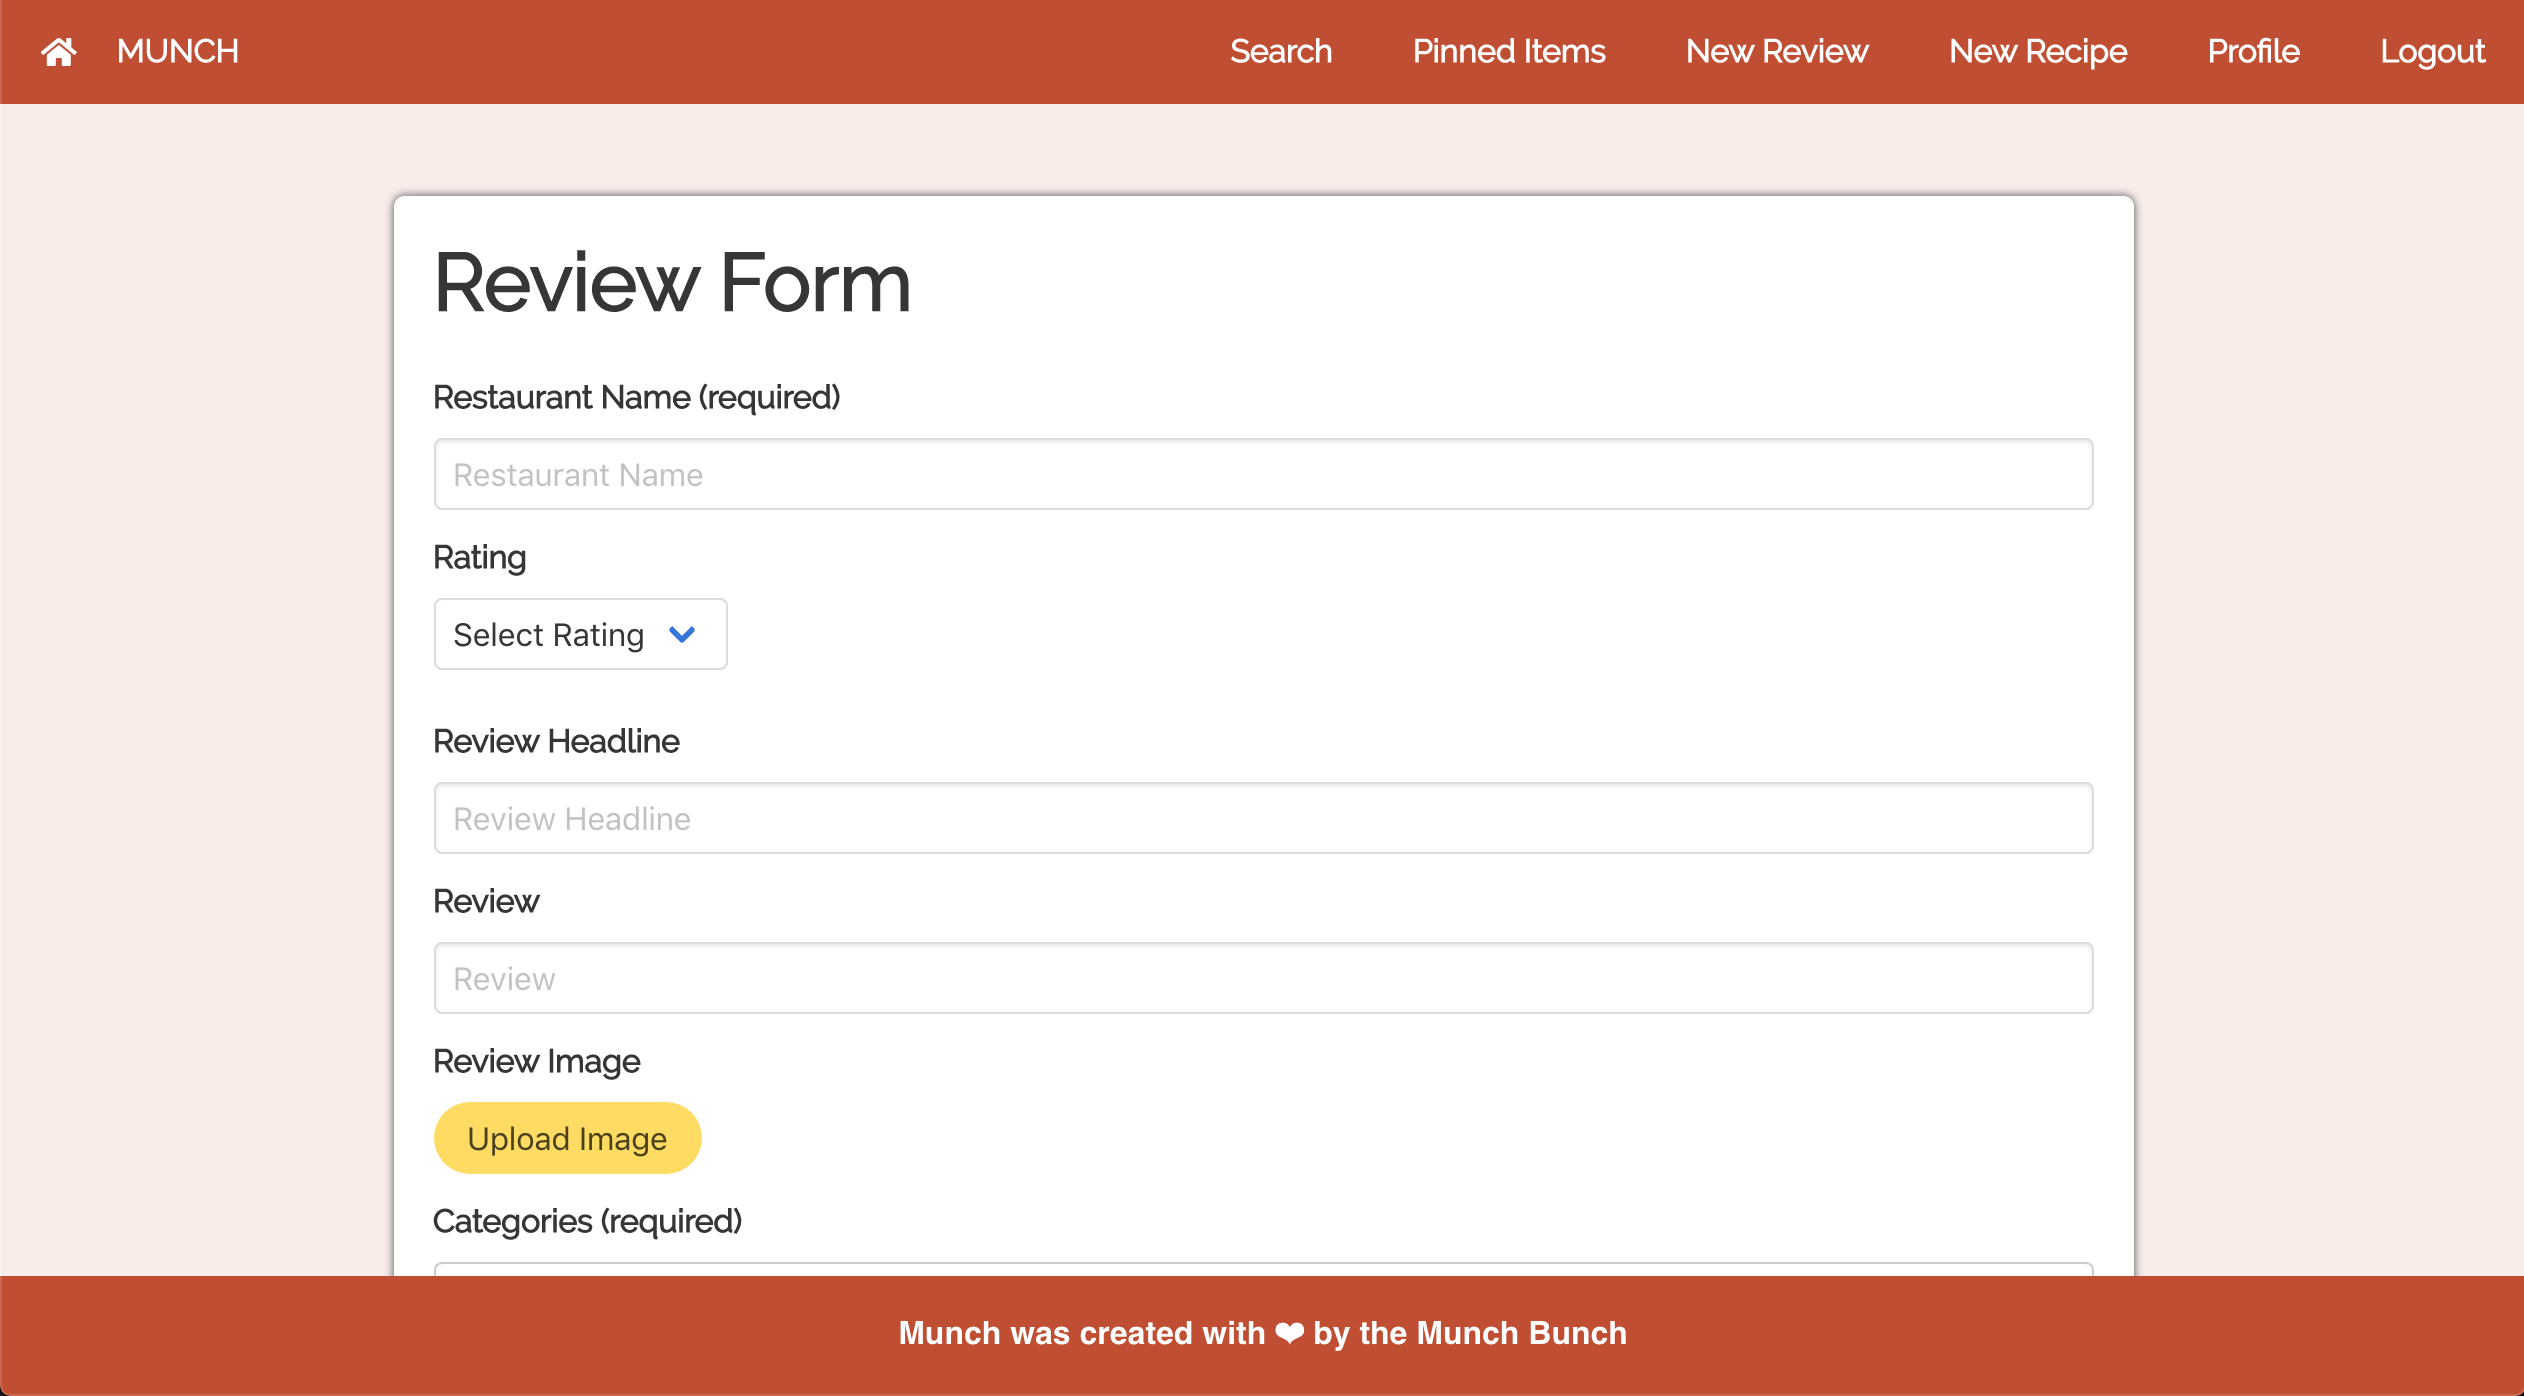 MUNCH Search Pinned Items New Review New Recipe Profile Logout
Review Form
Restaurant Name (required)
Restaurant Name
Rating
Select Rating
Review Headline
Review Headline
Review
Review
Review Image
Upload Image
Categories (required)
Munch was created with ❤ by the Munch Bunch